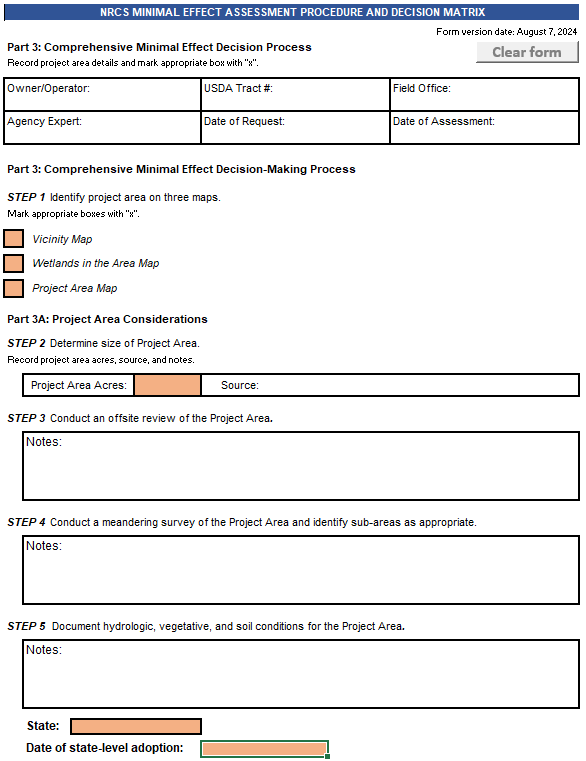 NRCS MINIMAL EFFECT ASSESSMENT PROCEDURE AND DECISION MATRIX
Form version date: August 7, 2024
Part 3: Comprehensive Minimal Effect Decision Process
Clear form
Record project area details and mark appropriate box with "x".
Owner/Operator: USDA Tract #: Field Office:
Agency Expert: Date of Request: Date of Assessment:
Part 3: Comprehensive Minimal Effect Decision-Making Process
STEP 1 Identify project area on three maps.
Mark appropriate boxes with "x".
Vicinity Map
Wetlands in the Area Map
Project Area Map
Part 3A: Project Area Considerations
STEP 2 Determine size of Project Area.
Record project area acres, source, and notes.
Project Area Acres: Source:
STEP 3 Conduct an offsite review of the Project Area.
Notes:
STEP 4 Conduct a meandering survey of the Project Area and identify sub-areas as appropriate.
Notes:
STEP 5 Document hydrologic, vegetative, and soil conditions for the Project Area.
Notes:
State:
Date of state-level adoption: